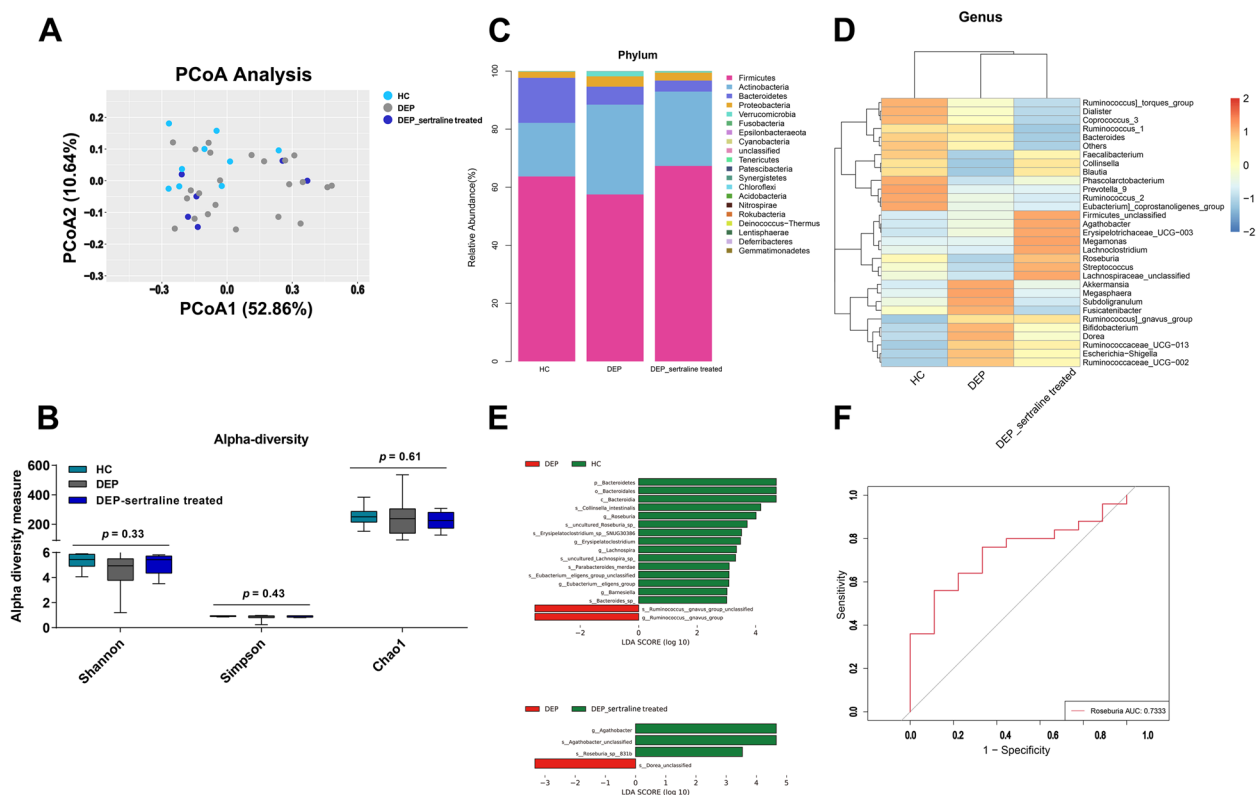 A
PCoA Analysis
HC
DEP
DEP_sertraline treated
PCoA2 (10.64%)
0.2
0.1
0.0
−0.1
−0.2
−0.3
−0.3
0.0
0.3
0.6
PCoA1 (52.86%)
B
Alpha-diversity
HC
DEP
DEP-sertraline treated
Alpha diversity measure
600
400
200
6
4
2
0
p = 0.33
p = 0.43
p = 0.61
Shannon
Simpson
Chao1
C
Phylum
Relative Abundance(%)
100
80
60
40
20
0
HC
DEP
DEP_sertraline treated
Firmicutes
Actinobacteria
Bacteroidetes
Proteobacteria
Verrucomicrobia
Fusobacteria
Epsilonbaeraota
Cyanobacteria
unclassified
Tenericutes
Patescibacteria
Synergistetes
Chloroflexi
Acidobacteria
Nitrospirae
Rokubacteria
Deinococcus-Thermus
Lentisphaerae
Deferribacteres
Gemmatimonadetes
D
Genus
Ruminococcus]_torques_group
Dialister
Coprococcus_3
Ruminococcus_1
Bacteroides
Others
Faecalibacterium
Collinsella
Blautia
Phascolarctobacterium
Prevotella_9
Ruminococcus_2
Eubacterium]_coprostanoligenes_group
Firmicutes_unclassified
Agathobacter
Erysipelotrichaceae_UCG-003
Megamonas
Lachnoclostridium
Roseburia
Streptococcus
Lachnospiraceae_unclassified
Akkermansia
Megasphaera
Subdoligranulum
Fusicatenibacter
Ruminococcus]_gnavus_group
Bifidobacterium
Dorea
Ruminococcaceae_UCG-013
Escherichia-Shigella
Ruminococcaceae_UCG-002
HC
DEP
DEP_sertraline treated
2
1
0
−1
−2
E
DEP
HC
p__Bacteroidetes
o__Bacteroidales
c__Bacteroidia
s__Collinsella_intestinalis
g__Roseburia
s__uncultured_Roseburia_sp_
s__Erysipelatoclostridium_sp__SNUG30386
g__Erysipelatoclostridium
g__Lachnospira
s__uncultured_Lachnospira_sp_
s__Parabacteroides_merdae
s__Eubacterium_eligens_group_unclassified
g__Eubacterium__eligens_group
g__Barnesiella
s__Bacteroides_sp_
s__Ruminococcus__gnavus_group_unclassified
g__Ruminococcus__gnavus_group
−2
0
2
4
LDA SCORE (log 10)
DEP
DEP_sertraline treated
g__Agathobacter
s__Agathobacter_unclassified
s__Roseburia_sp__831b
s__Dorea_unclassified
−3
−2
−1
0
1
2
3
4
5
LDA SCORE (log 10)
F
Sensitivity
1.0
0.8
0.6
0.4
0.2
0.0
0.0
0.2
0.4
0.6
0.8
1.0
1 − Specificity
Roseburia AUC: 0.7333